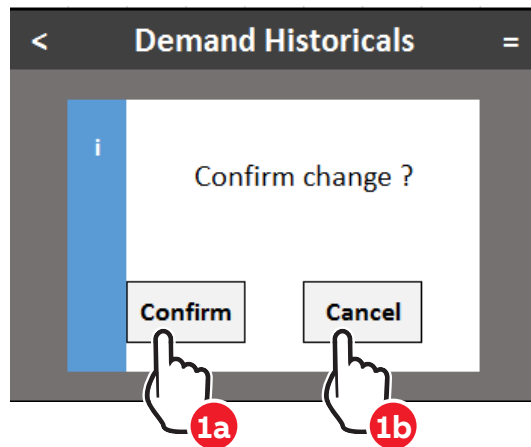 < Demand Historicals =
i
Confirm change ?
Confirm Cancel
1a 1b